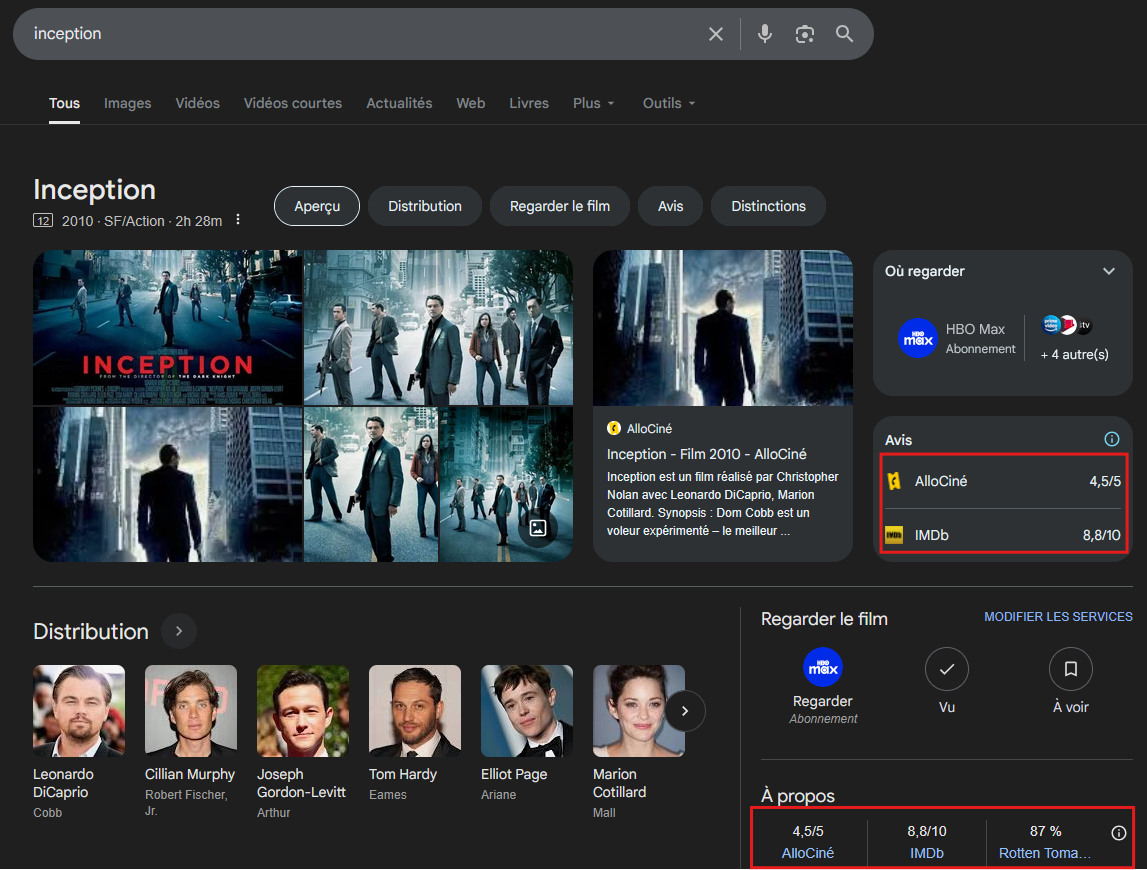 inception
Tous Images Vidéos Vidéos courtes Actualités Web Livres Plus Outils
Inception
12 2010 · SF/Action · 2h 28m
Aperçu Distribution Regarder le film Avis Distinctions
INCEPTION
FROM THE DIRECTOR OF THE DARK KNIGHT
AlloCiné
Inception - Film 2010 - AlloCiné
Inception est un film réalisé par Christopher
Nolan avec Leonardo DiCaprio, Marion
Cotillard. Synopsis : Dom Cobb est un
voleur expérimenté – le meilleur ...
Où regarder
HBO max
HBO Max
Abonnement
prime video
tv
+ 4 autre(s)
Avis
AlloCiné 4,5/5
IMDb IMDb 8,8/10
Distribution
Leonardo
DiCaprio
Cobb
Cillian Murphy
Robert Fischer,
Jr.
Joseph
Gordon-Levitt
Arthur
Tom Hardy
Eames
Elliot Page
Ariane
Marion
Cotillard
Mall
Regarder le film MODIFIER LES SERVICES
HBO max
Regarder
Abonnement
Vu
À voir
À propos
4,5/5 8,8/10 87 %
AlloCiné IMDb Rotten Toma...